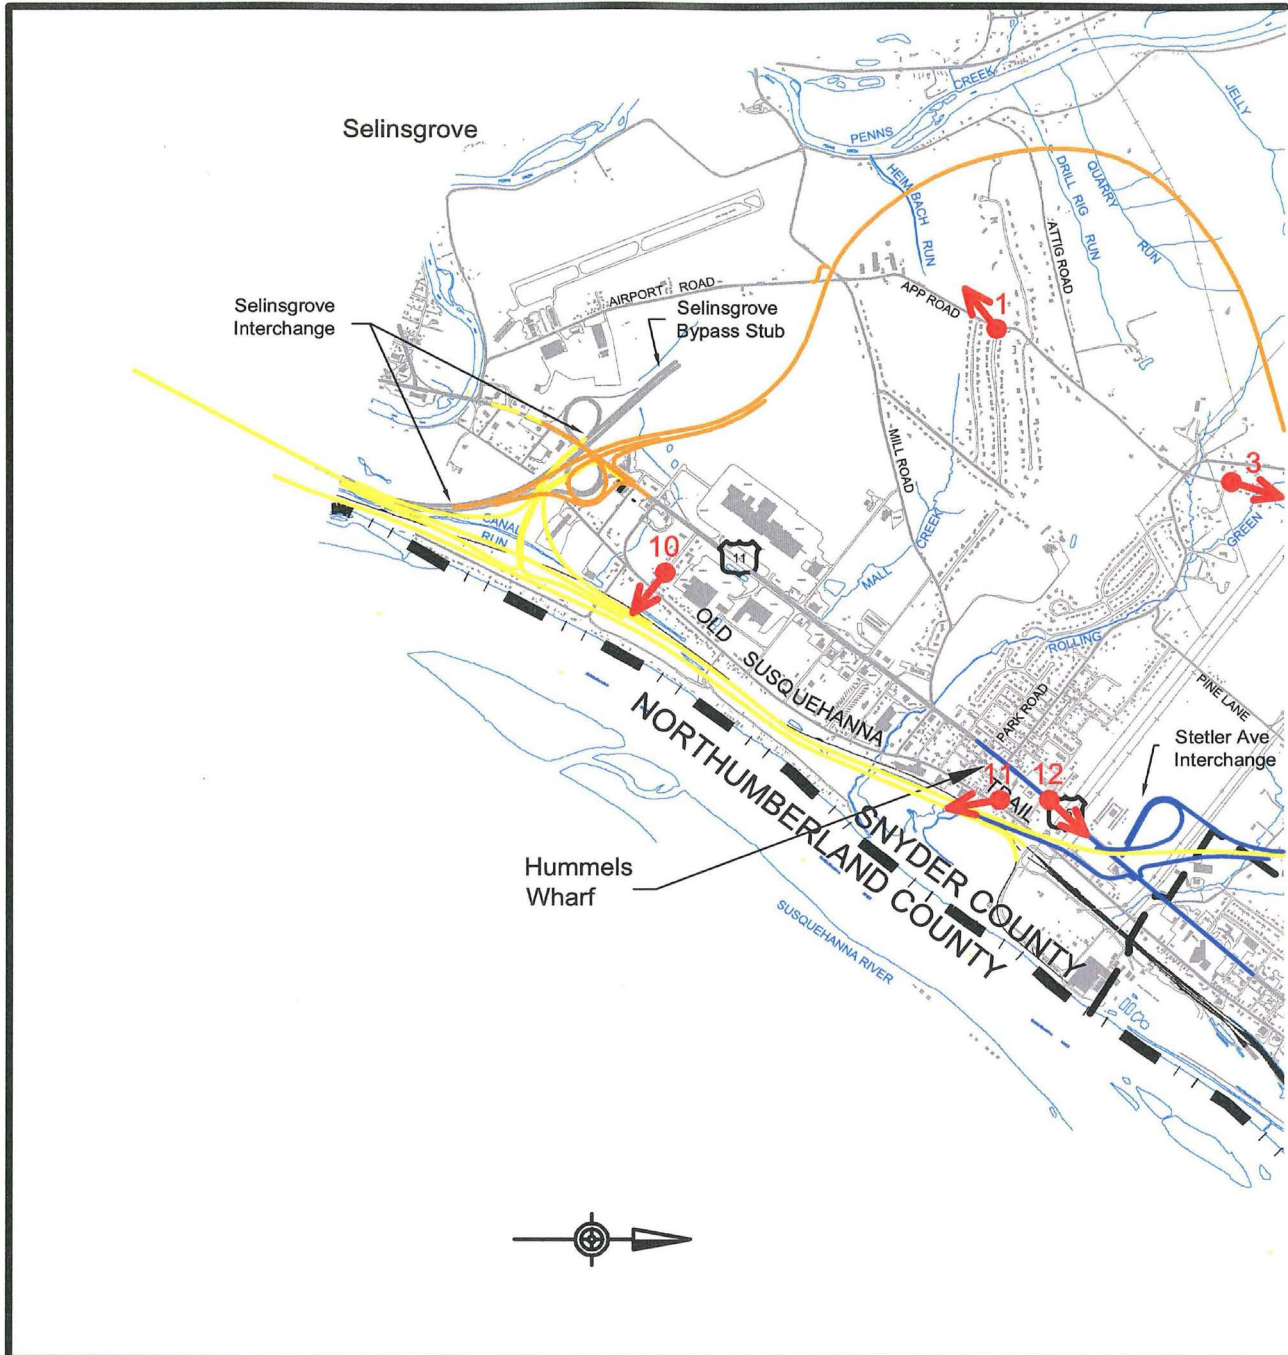 CREEK
PENNS
JELLY
Selinsgrove
HEIM BACH RUN
DRILL RIG RUN
QUARRY RUN
ATTIG ROAD
Selinsgrove
Interchange
AIRPORT ROAD
Selinsgrove
Bypass Stub
APP ROAD
1
MILL ROAD
3
GREEN
CANAL
RUN
10
11
MALL CREEK
OLD SUSQUEHANNA TRAIL
ROLLING
PARK ROAD
PINE LANE
Stetler Ave
Interchange
11
12
NORTHUMBERLAND COUNTY
SNYDER COUNTY
Hummels
Wharf
SUSQUEHANNA RIVER